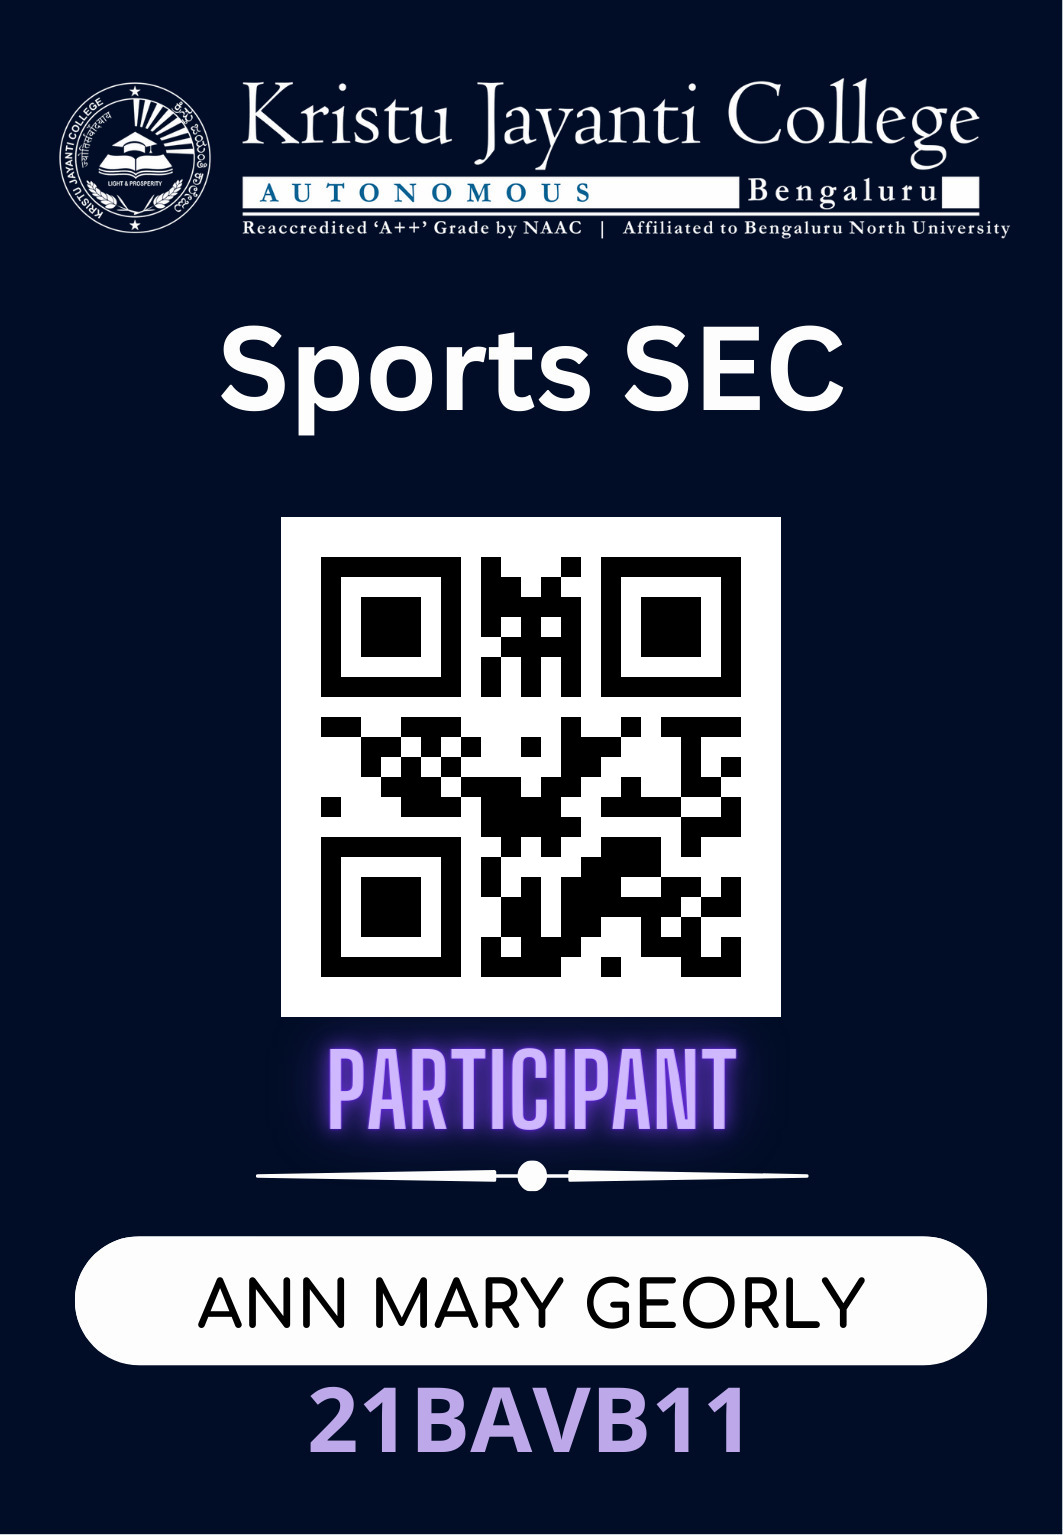 Kristu Jayanti College
AUTONOMOUS Bengaluru
Reaccredited ‘A++’ Grade by NAAC | Affiliated to Bengaluru North University
KRISTU JAYANTI COLLEGE
ಕ್ರಿಸ್ತು ಜಯಂತಿ ಕಾಲೇಜು
LIGHT & PROSPERITY
Sports SEC
PARTICIPANT
ANN MARY GEORLY
21BAVB11